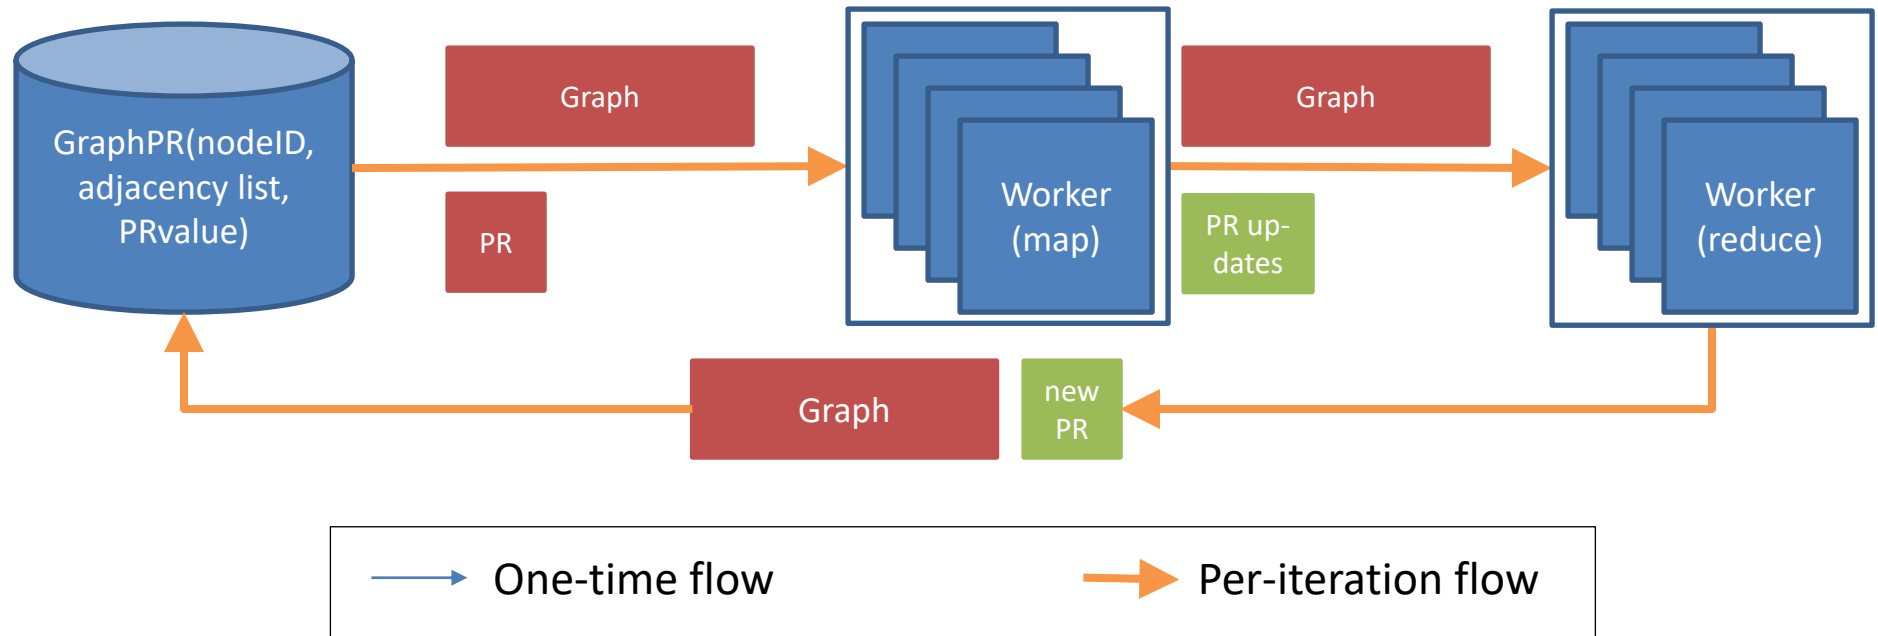 GraphPR(nodeID,
adjacency list,
PRvalue)
Graph
PR
Worker
(map)
Graph
PR up-
dates
Worker
(reduce)
Graph
new
PR
One-time flow
Per-iteration flow